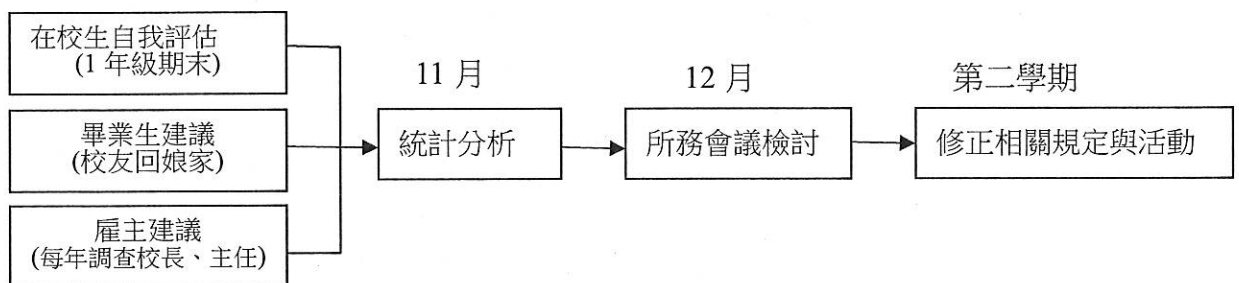 在校生自我評估
(1 年級期末)
畢業生建議
(校友回娘家)
雇主建議
(每年調查校長、主任)
11 月
統計分析
12 月
所務會議檢討
第二學期
修正相關規定與活動